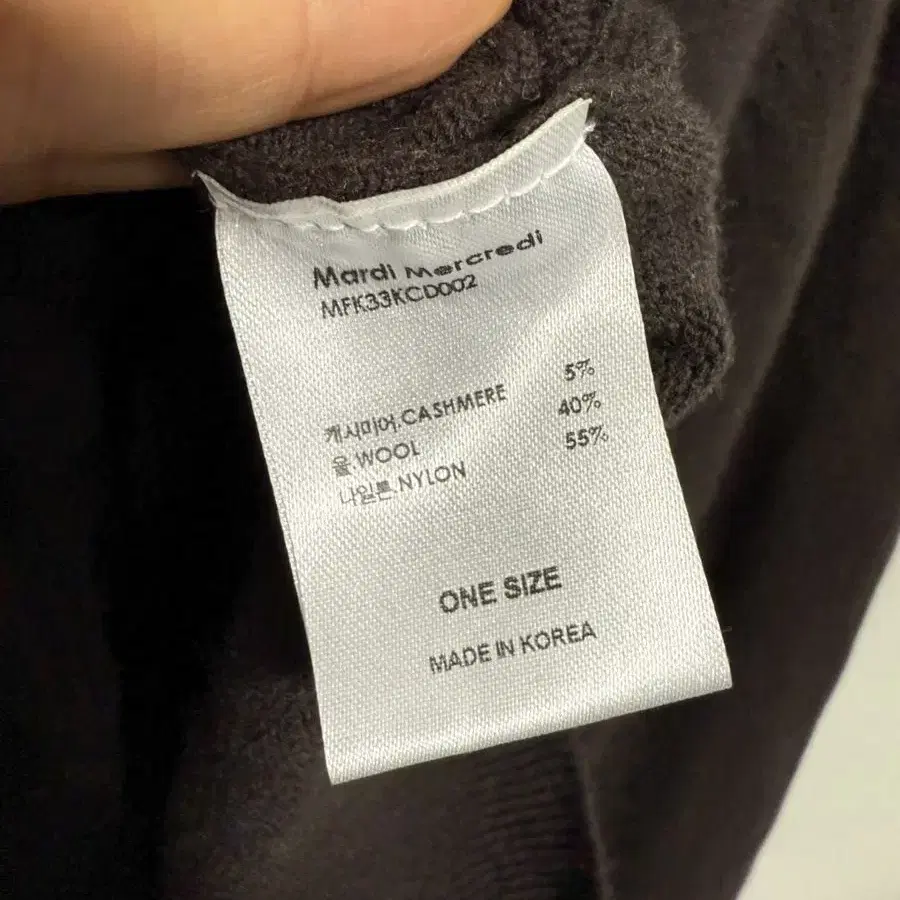 Mardi Mercredi
MFK33KCD002
캐시미어.CASHMERE 5%
울.WOOL 40%
나일론.NYLON 55%
ONE SIZE
MADE IN KOREA